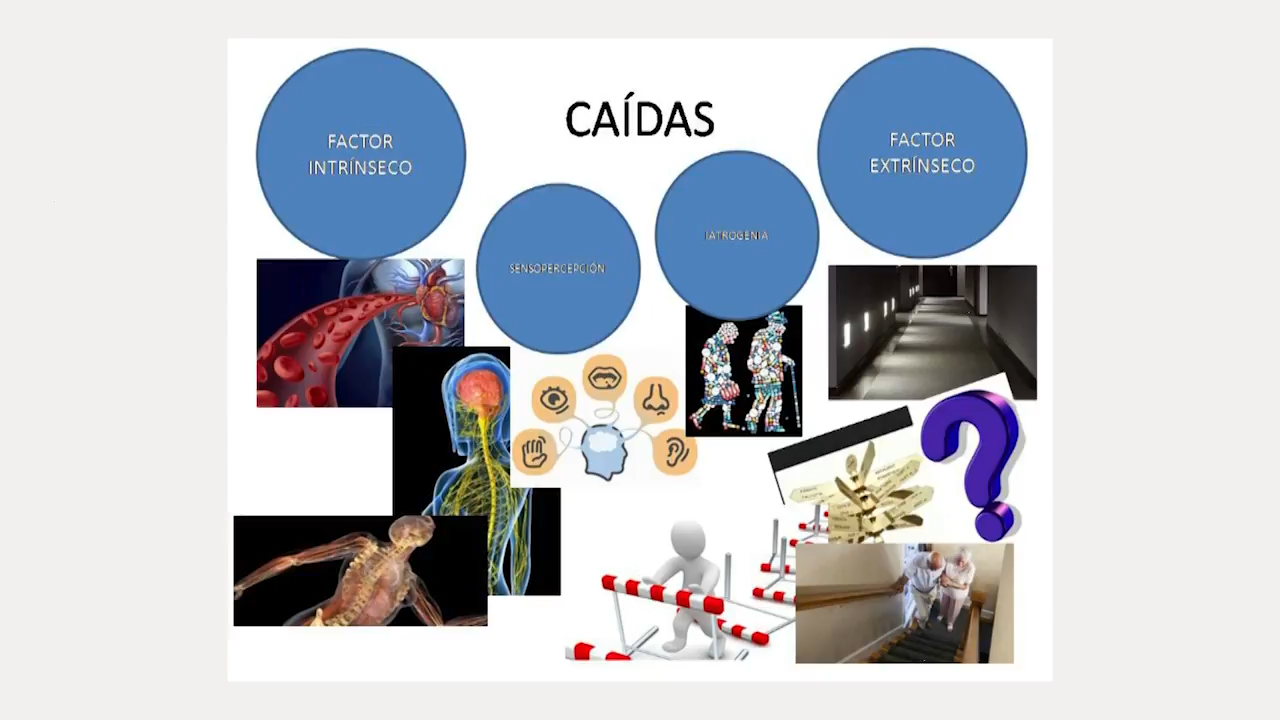 CAÍDAS
FACTOR
INTRÍNSECO
SENSOPERCEPCIÓN
IATROGENIA
FACTOR
EXTRÍNSECO